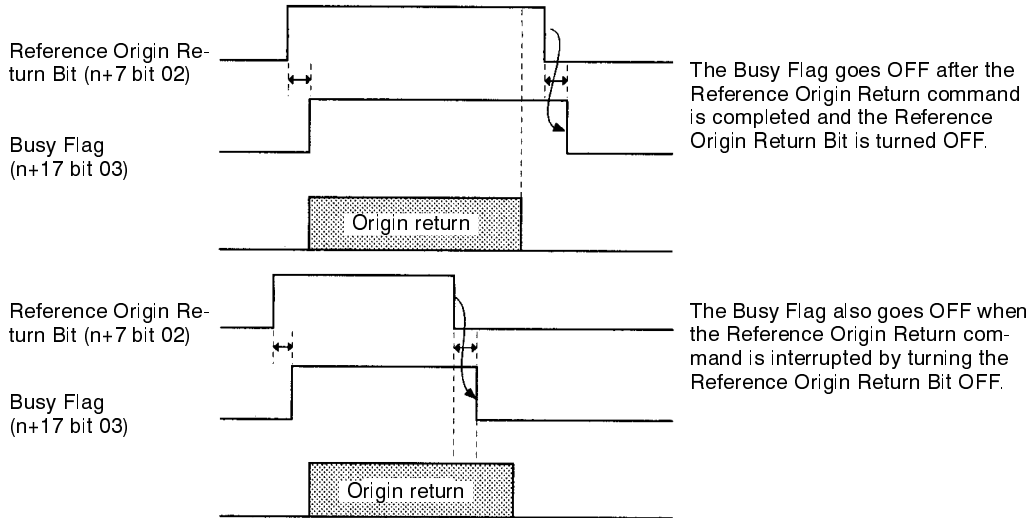 Reference Origin Re-
turn Bit (n+7 bit 02)
Busy Flag
(n+17 bit 03)
Origin return
The Busy Flag goes OFF after the
Reference Origin Return command
is completed and the Reference
Origin Return Bit is turned OFF.
Reference Origin Re-
turn Bit (n+7 bit 02)
Busy Flag
(n+17 bit 03)
Origin return
The Busy Flag also goes OFF when
the Reference Origin Return com-
mand is interrupted by turning the
Reference Origin Return Bit OFF.